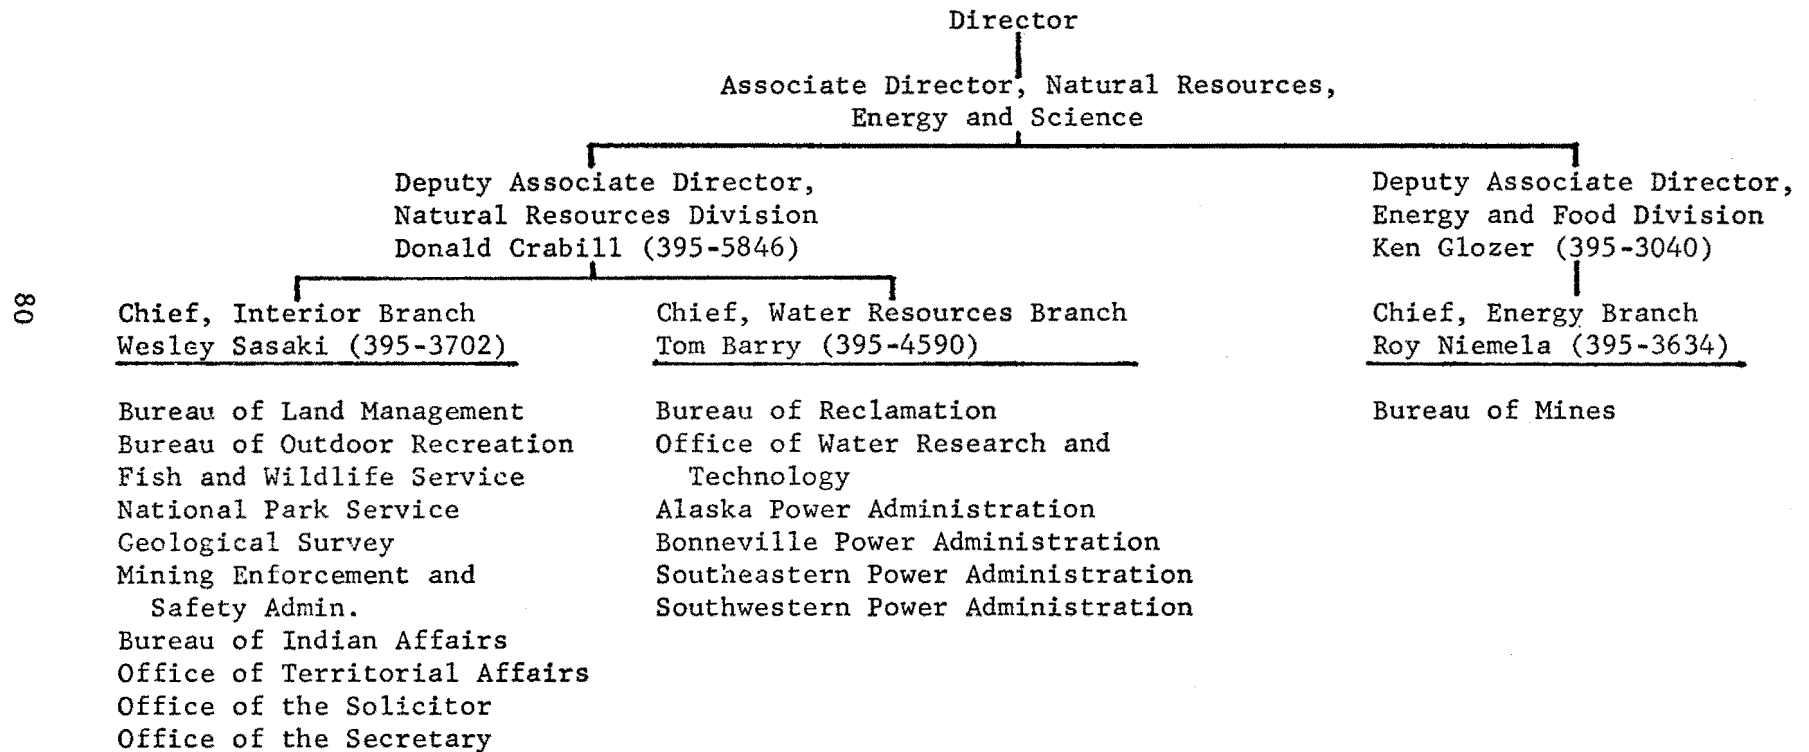 Director
Associate Director, Natural Resources,
Energy and Science
Deputy Associate Director,
Natural Resources Division
Donald Crabill (395-5846)
Deputy Associate Director,
Energy and Food Division
Ken Glozer (395-3040)
Chief, Interior Branch
Wesley Sasaki (395-3702)
Bureau of Land Management
Bureau of Outdoor Recreation
Fish and Wildlife Service
National Park Service
Geological Survey
Mining Enforcement and
Safety Admin.
Bureau of Indian Affairs
Office of Territorial Affairs
Office of the Solicitor
Office of the Secretary
Chief, Water Resources Branch
Tom Barry (395-4590)
Bureau of Reclamation
Office of Water Research and
Technology
Alaska Power Administration
Bonneville Power Administration
Southeastern Power Administration
Southwestern Power Administration
Chief, Energy Branch
Roy Niemela (395-3634)
Bureau of Mines
80